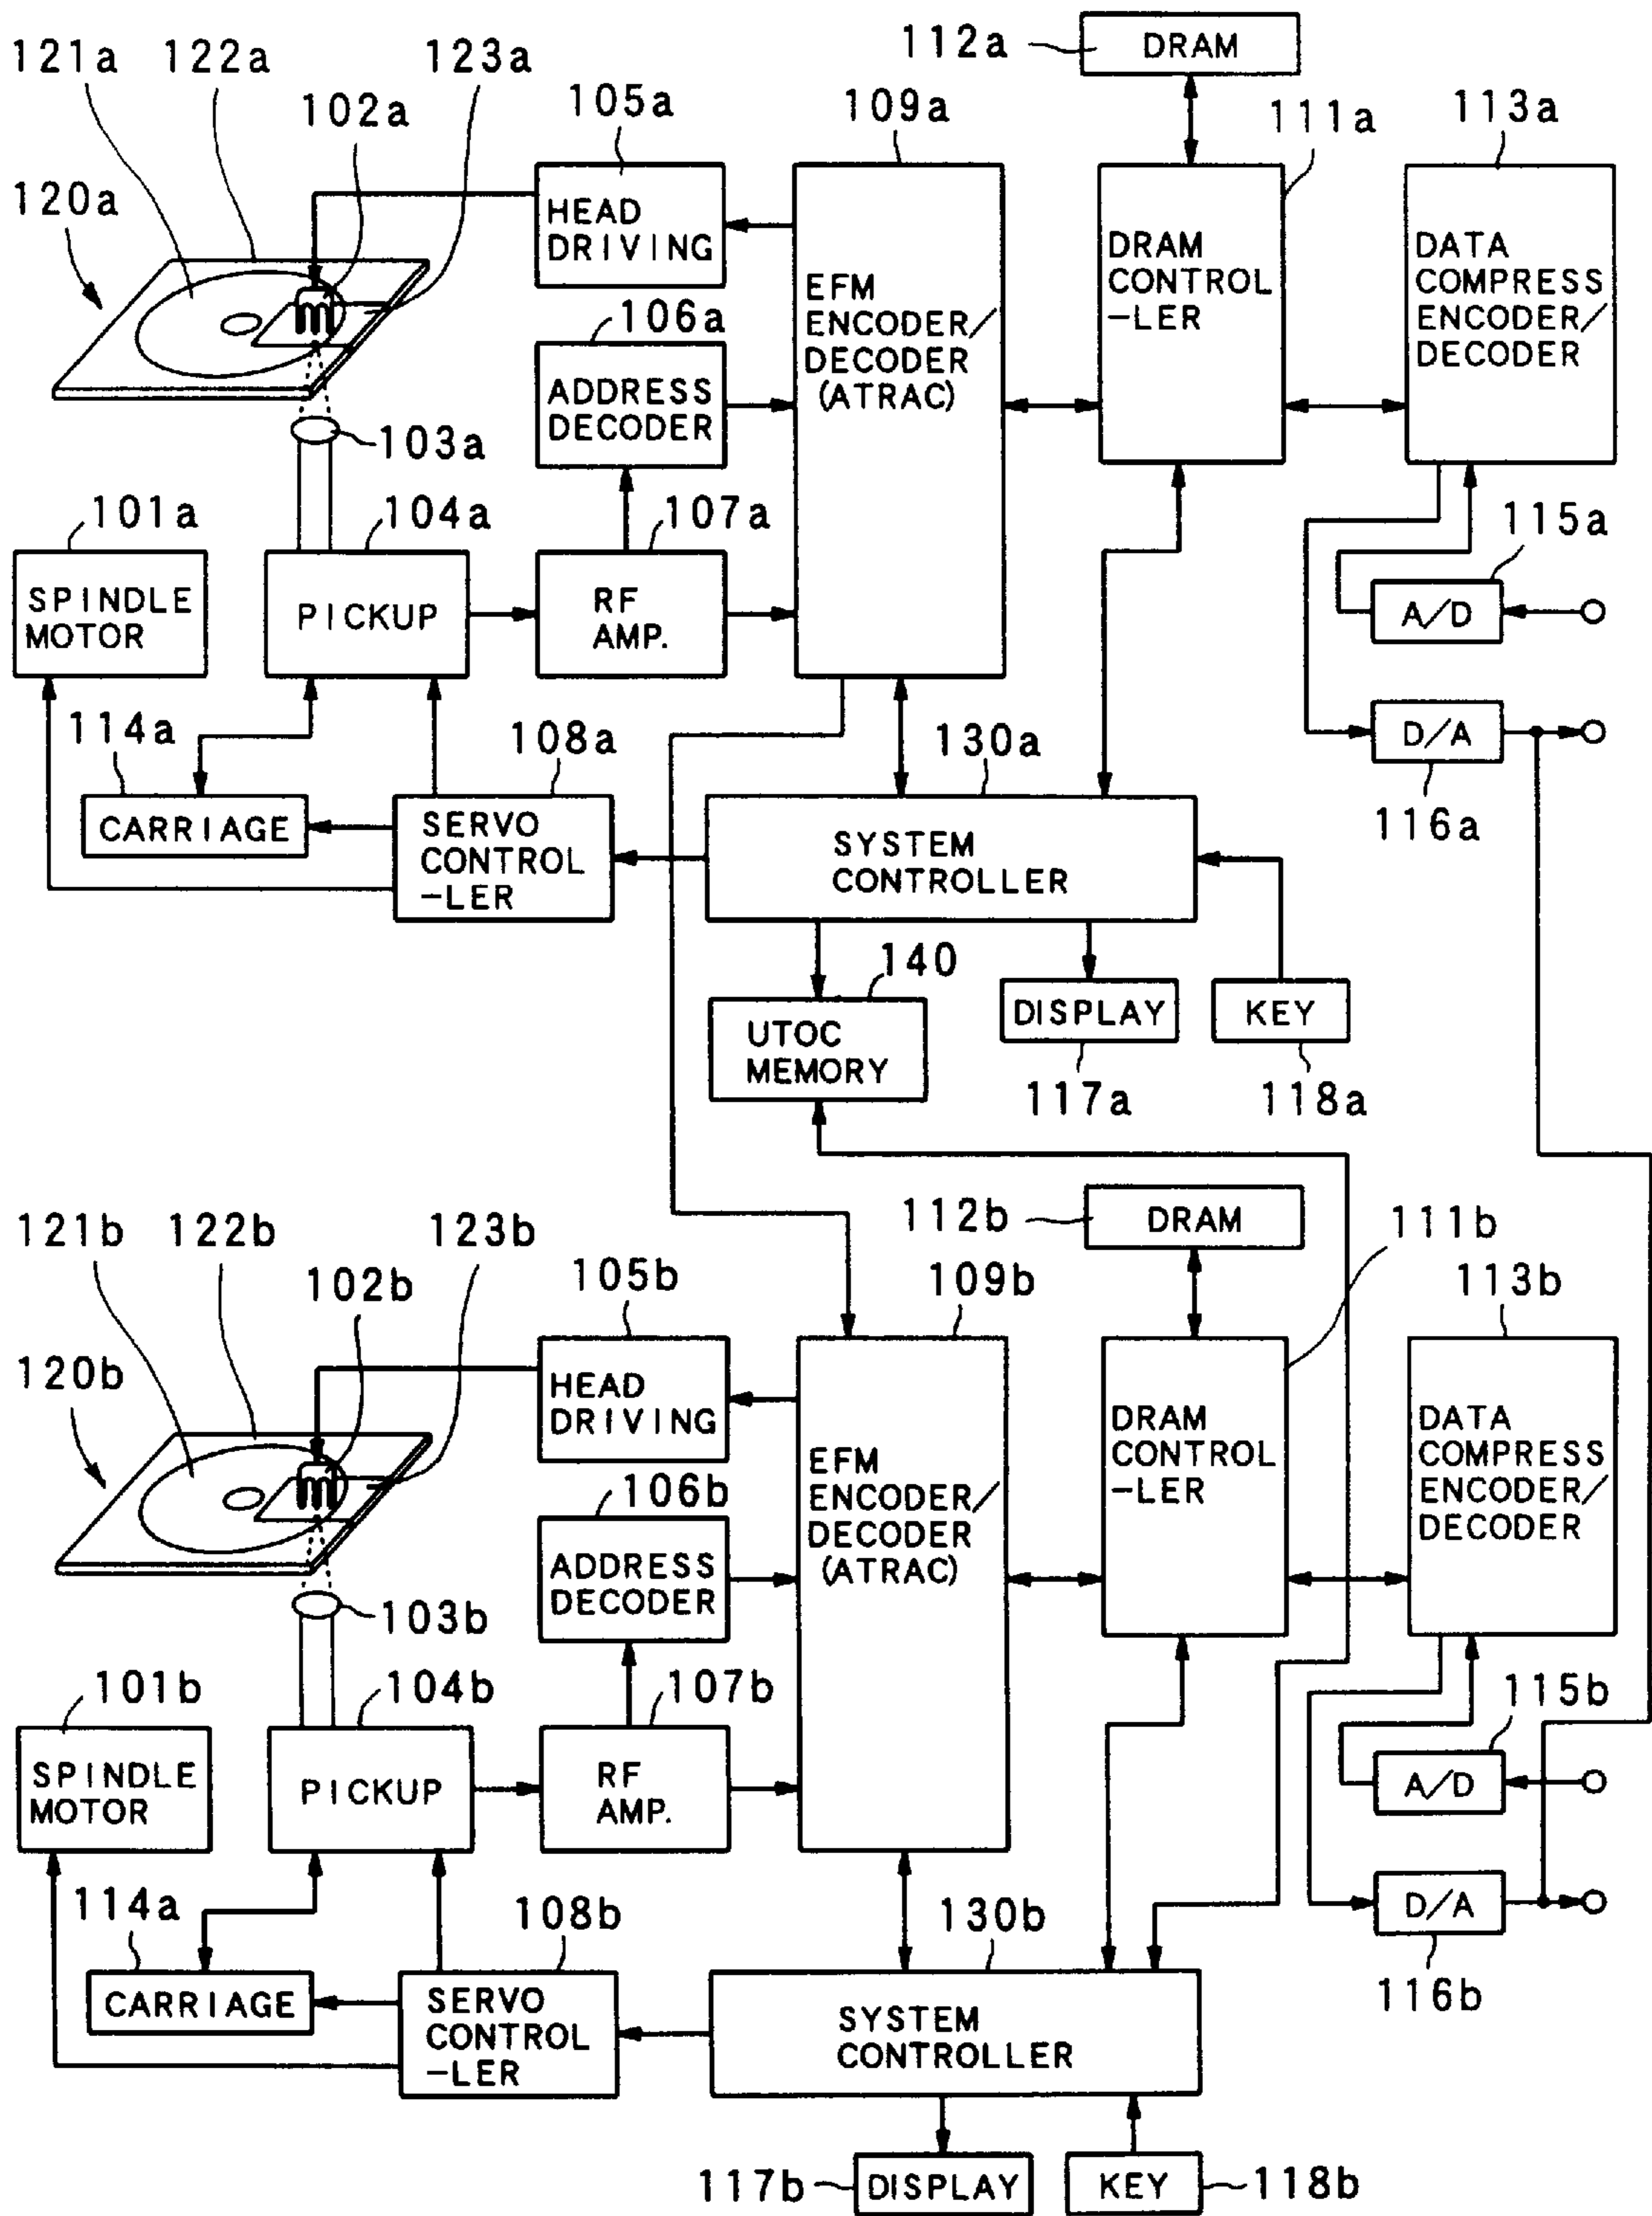 112a
DRAM
121a
122a
123a
102a
105a
109a
111a
113a
120a
HEAD
DRIVING
EFM
ENCODER/
DECODER
(ATRAC)
DRAM
CONTROL
-LER
DATA
COMPRESS
ENCODER/
DECODER
106a
ADDRESS
DECODER
103a
101a
104a
107a
115a
SPINDLE
MOTOR
PICKUP
RF
AMP.
A/D
114a
108a
130a
D/A
116a
CARRIAGE
SERVO
CONTROL
-LER
SYSTEM
CONTROLLER
140
UTOC
MEMORY
DISPLAY
KEY
117a
118a
112b
DRAM
111b
121b
122b
123b
102b
105b
109b
113b
120b
HEAD
DRIVING
EFM
ENCODER/
DECODER
(ATRAC)
DRAM
CONTROL
-LER
DATA
COMPRESS
ENCODER/
DECODER
106b
ADDRESS
DECODER
103b
101b
104b
107b
115b
SPINDLE
MOTOR
PICKUP
RF
AMP.
A/D
114a
108b
130b
D/A
116b
CARRIAGE
SERVO
CONTROL
-LER
SYSTEM
CONTROLLER
117b
DISPLAY
KEY
118b